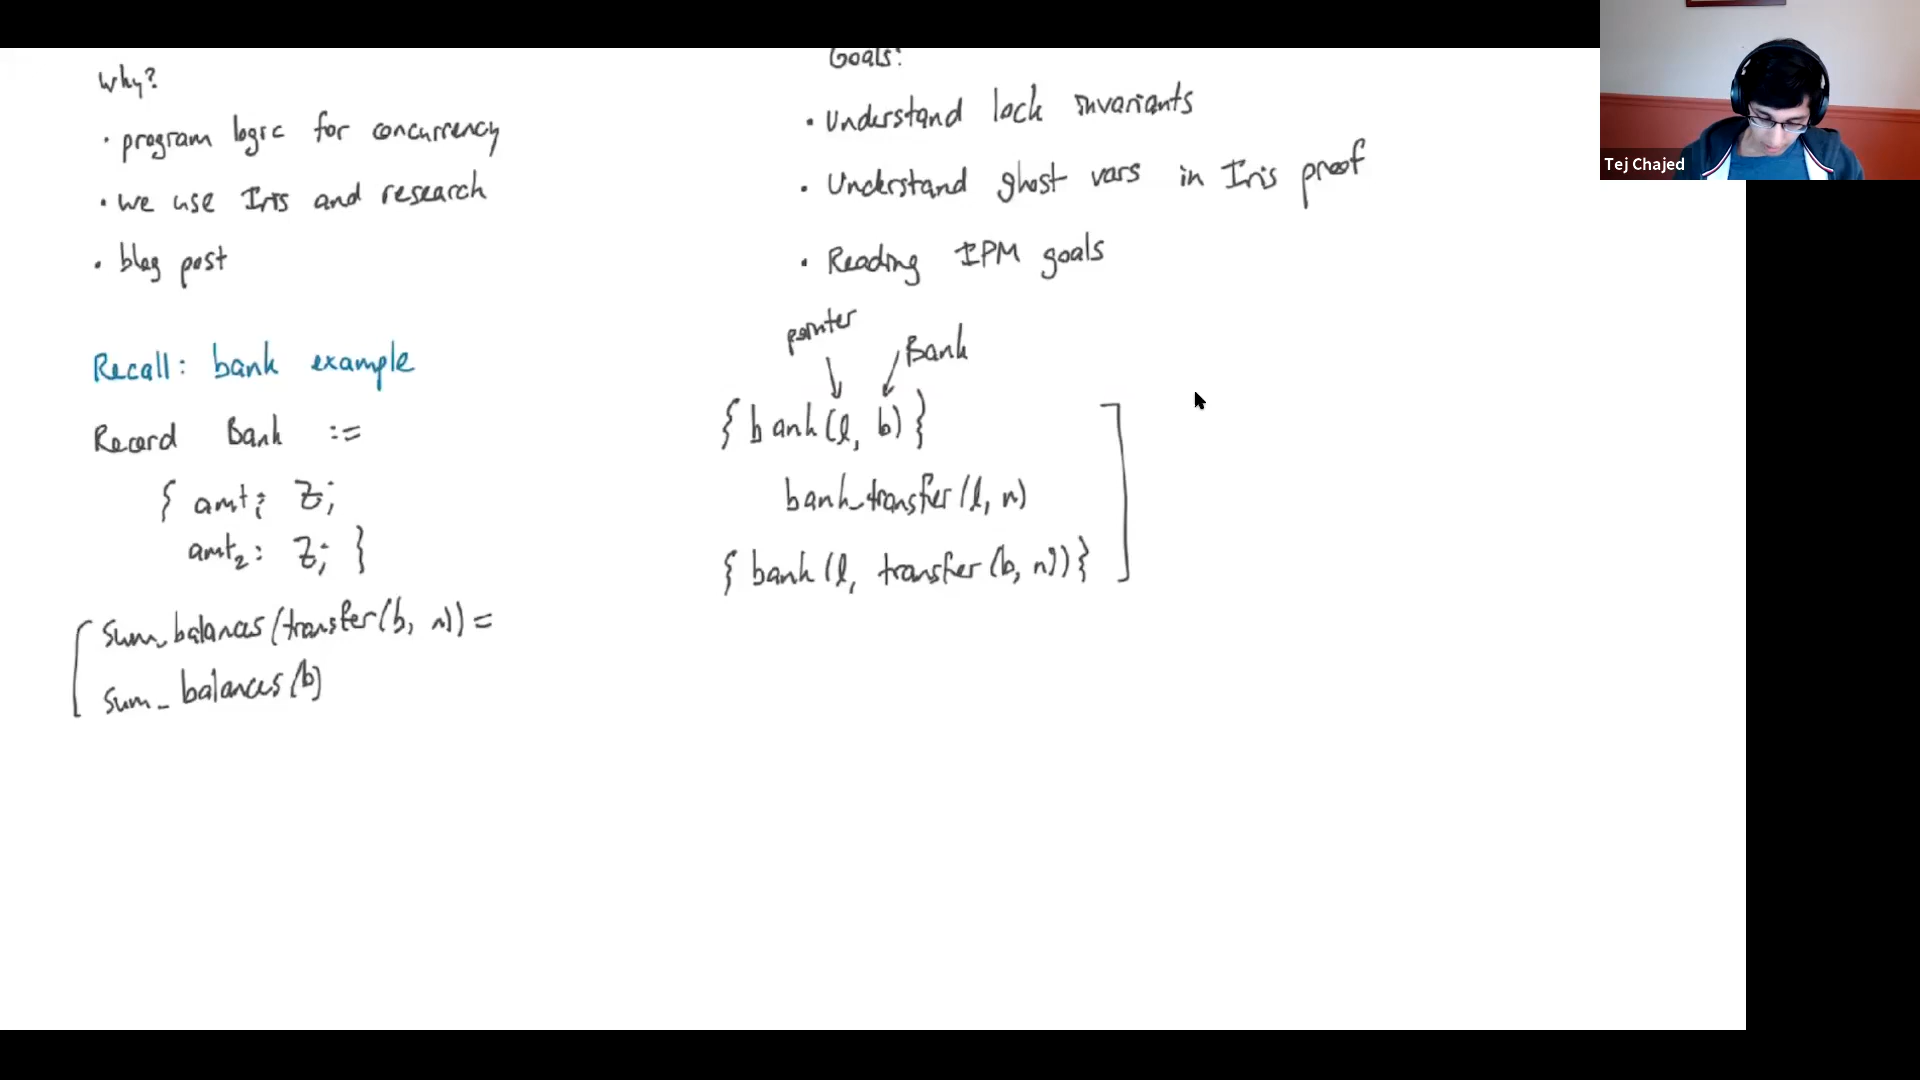 Why?
• program logic for concurrency
• we use Iris and research
• blog post
Recall: bank example
Record Bank :=
{ amt₁: Z;
amt₂: Z; }
sum_balances(transfer(b, n)) =
sum_balances(b)
Goals:
• Understand lock invariants
• Understand ghost vars in Iris proof
• Reading IPM goals
pointer
Bank
{ bank(l, b) }
bank_transfer(l, n)
{ bank(l, transfer(b, n)) }
Tej Chajed